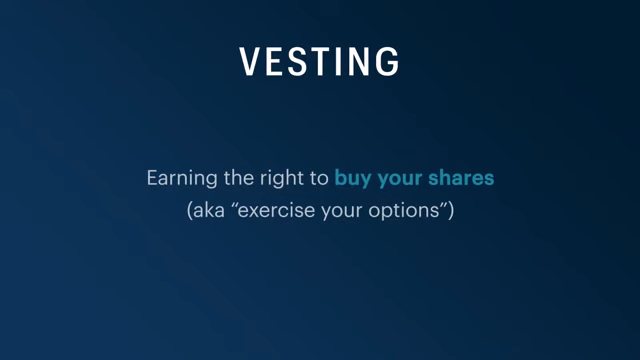 VESTING
Earning the right to buy your shares
(aka “exercise your options”)